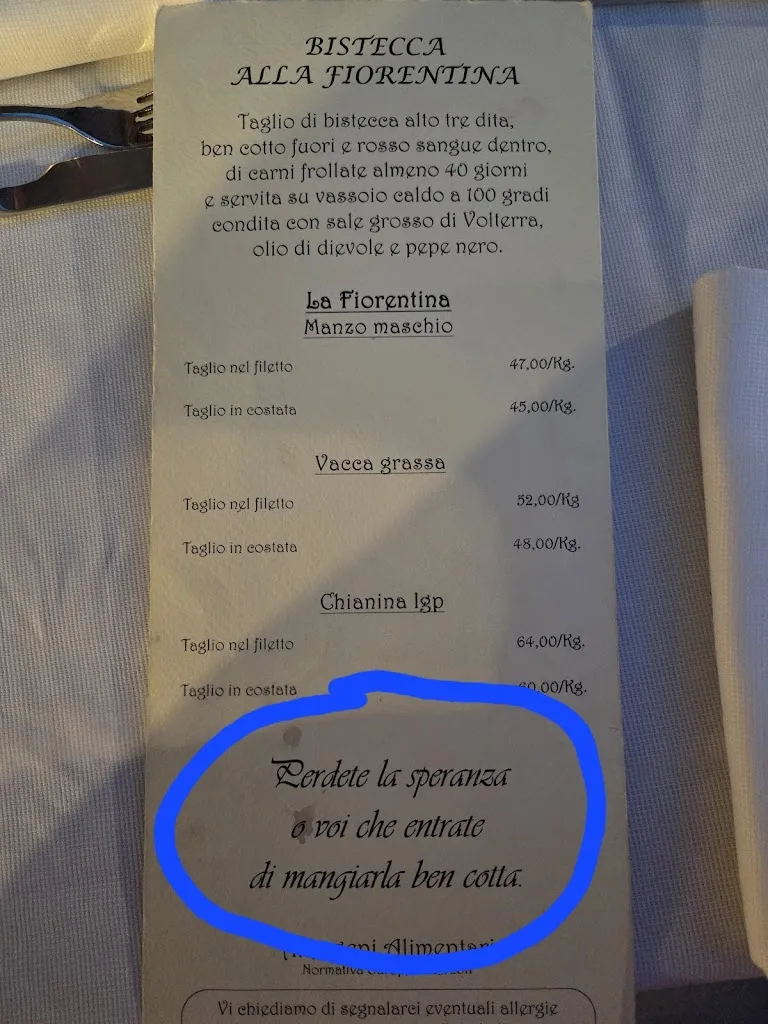 BISTECCA
ALLA FIORENTINA
Taglio di bistecca alto tre dita,
ben cotto fuori e rosso sangue dentro,
di carni frollate almeno 40 giorni
e servita su vassoio caldo a 100 gradi
condita con sale grosso di Volterra,
olio di dievole e pepe nero.
La Fiorentina
Manzo maschio
Taglio nel filetto 47,00/Kg.
Taglio in costata 45,00/Kg.
Vacca grassa
Taglio nel filetto 52,00/Kg
Taglio in costata 48,00/Kg.
Chianina Igp
Taglio nel filetto 64,00/Kg.
Taglio in costata 60,00/Kg.
Perdete la speranza
o voi che entrate
di mangiarla ben cotta.
Alimentari
Normativa
Vi chiediamo di segnalarci eventuali allergie